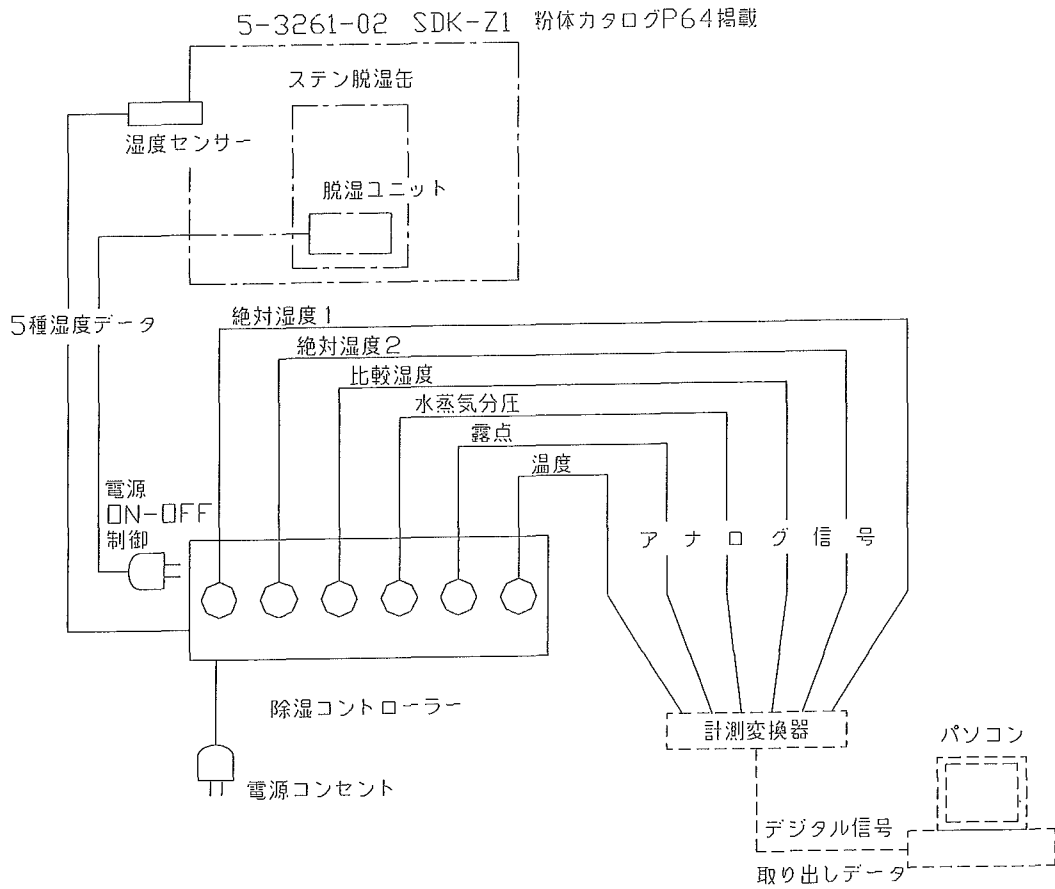 5-3261-02 SDK-Z1 粉体カタログP64掲載
ステン脱湿缶
湿度センサー
脱湿ユニット
5種湿度データ
絶対湿度1
絶対湿度2
比較湿度
水蒸気分圧
露点
温度
電源
ON-OFF
制御
アナログ信号
除湿コントローラー
計測変換器
パソコン
電源コンセント
デジタル信号
取り出しデータ